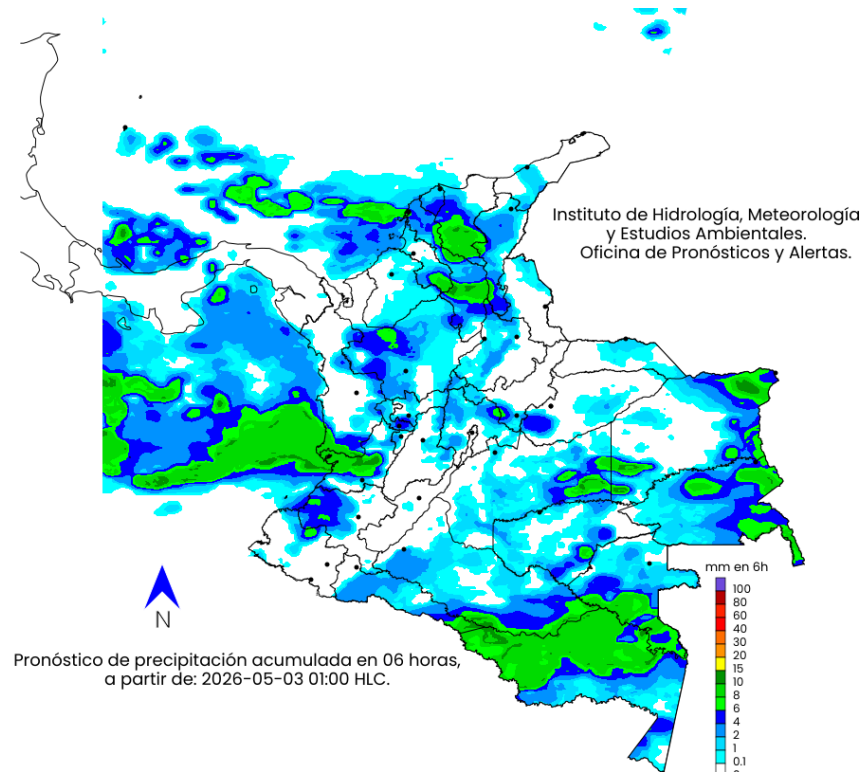 Instituto de Hidrología, Meteorología
y Estudios Ambientales.
Oficina de Pronósticos y Alertas.
mm en 6h
100
80
60
40
30
20
15
10
8
6
4
2
1
0.1
N
Pronóstico de precipitación acumulada en 06 horas,
a partir de: 2026-05-03 01:00 HLC.